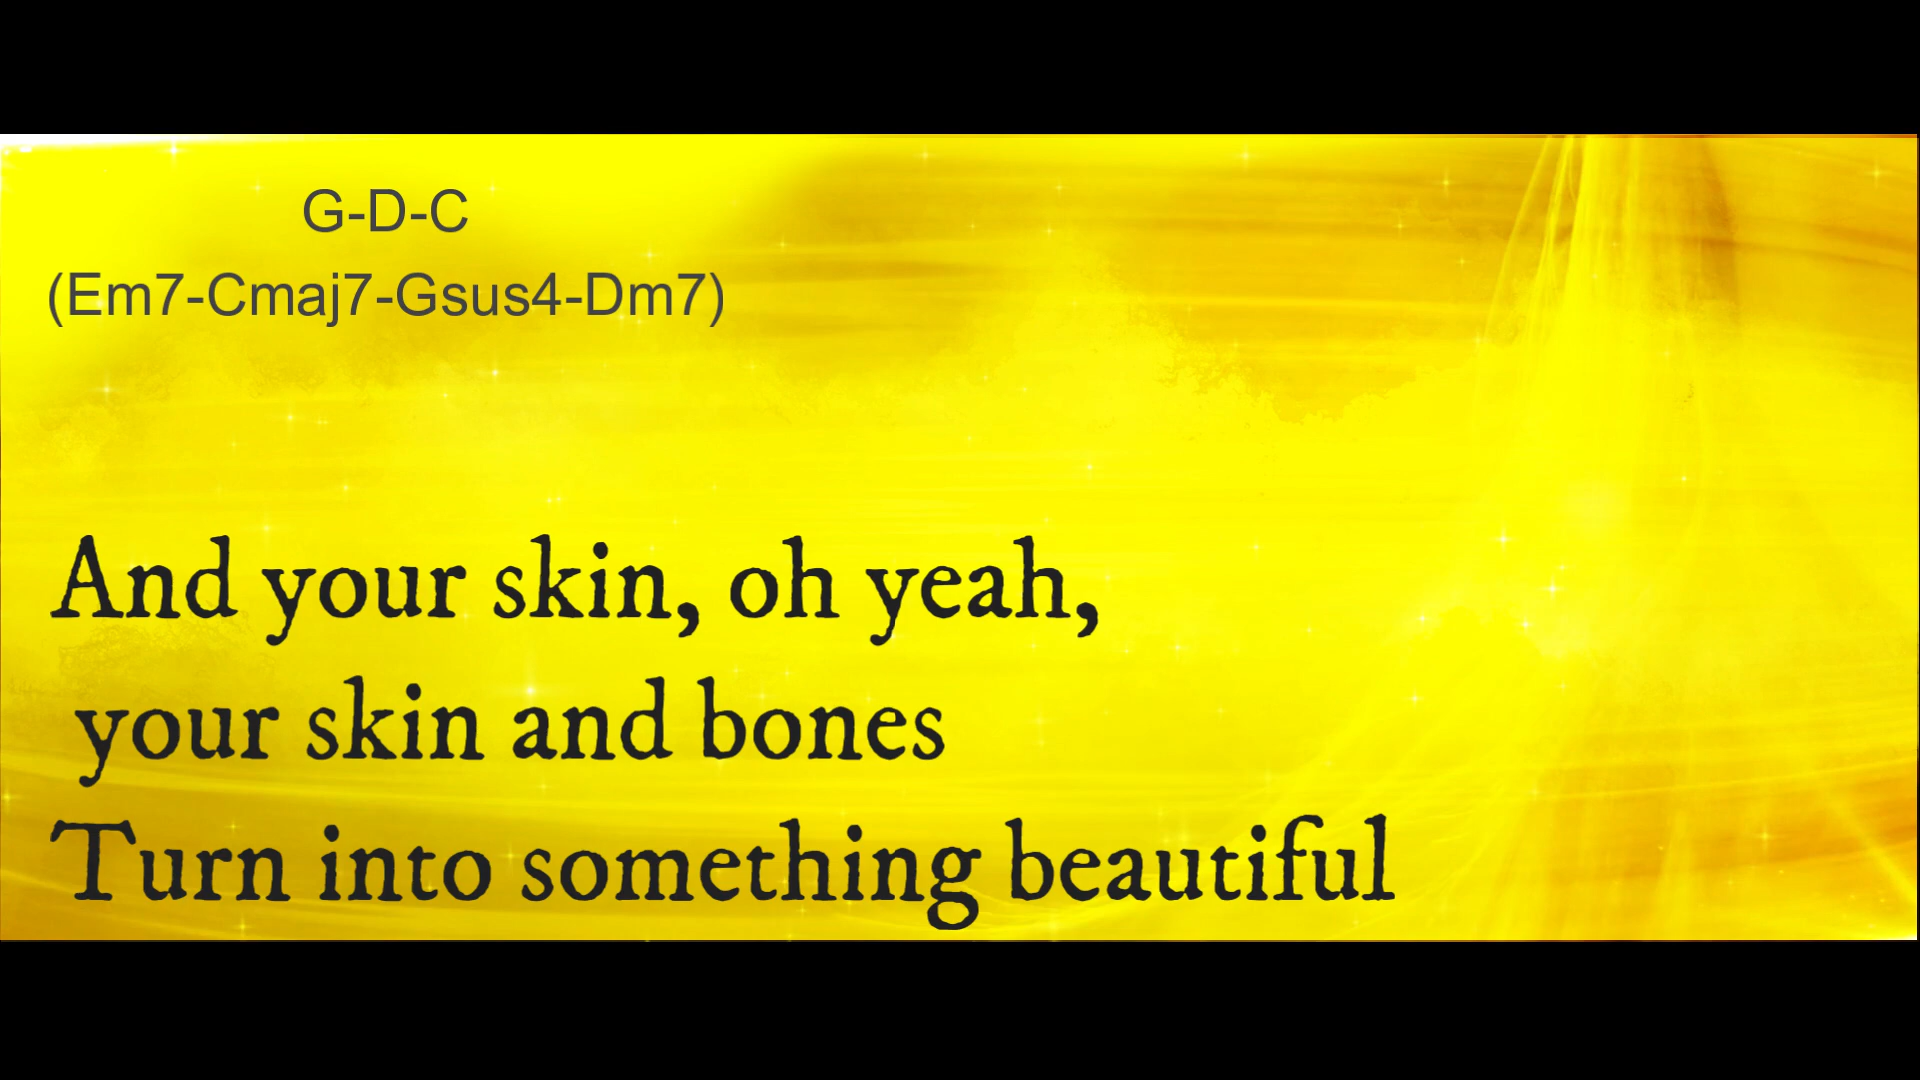 G-D-C
(Em7-Cmaj7-Gsus4-Dm7)
And your skin, oh yeah,
your skin and bones
Turn into something beautiful